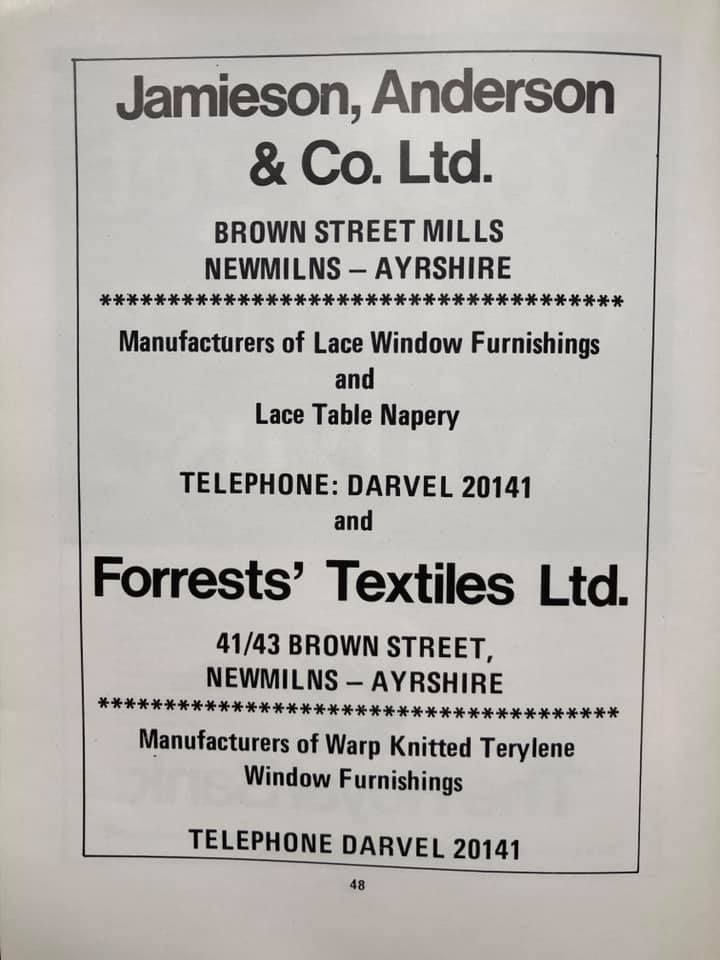 Jamieson, Anderson
& Co. Ltd.
BROWN STREET MILLS
NEWMILNS – AYRSHIRE
***************************************
Manufacturers of Lace Window Furnishings
and
Lace Table Napery
TELEPHONE: DARVEL 20141
and
Forrests' Textiles Ltd.
41/43 BROWN STREET,
NEWMILNS – AYRSHIRE
***************************************
Manufacturers of Warp Knitted Terylene
Window Furnishings
TELEPHONE DARVEL 20141
48